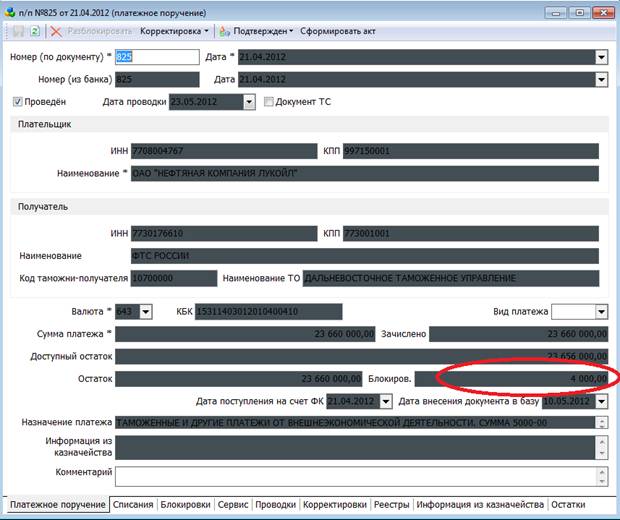 п/п №825 от 21.04.2012 (платежное поручение)
Разблокировать Корректировка Подтвержден Сформировать акт
Номер (по документу) * 825 Дата * 21.04.2012
Номер (из банка) 825 Дата 21.04.2012
Проведён Дата проводки 23.05.2012 Документ ТС
Плательщик
ИНН 7708004767 КПП 997150001
Наименование * ОАО "НЕФТЯНАЯ КОМПАНИЯ ЛУКОЙЛ"
Получатель
ИНН 7730176610 КПП 773001001
Наименование ФТС РОССИИ
Код таможни-получателя 10700000 Наименование ТО ДАЛЬНЕВОСТОЧНОЕ ТАМОЖЕННОЕ УПРАВЛЕНИЕ
Валюта * 643 КБК 15311403012010400410 Вид платежа
Сумма платежа * 23 660 000,00 Зачислено 23 660 000,00
Доступный остаток 23 656 000,00
Остаток 23 660 000,00 Блокиров. 4 000,00
Дата поступления на счет ФК 21.04.2012 Дата внесения документа в базу 10.05.2012
Назначение платежа ТАМОЖЕННЫЕ И ДРУГИЕ ПЛАТЕЖИ ОТ ВНЕШНЕЭКОНОМИЧЕСКОЙ ДЕЯТЕЛЬНОСТИ. СУММА 5000-00
Информация из
казначейства
Комментарий
Платежное поручение Списания Блокировки Сервис Проводки Корректировки Реестры Информация из казначейства Остатки